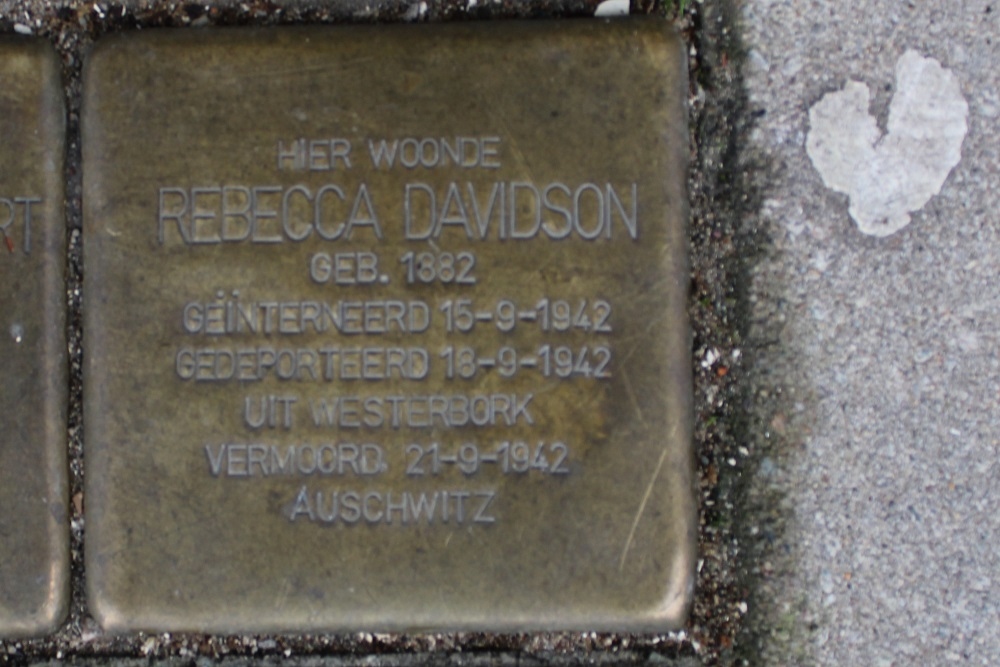 HIER WOONDE
REBECCA DAVIDSON
GEB. 1882
GEÏNTERNEERD 15-9-1942
GEDEPORTEERD 18-9-1942
UIT WESTERBORK
VERMOORD 21-9-1942
AUSCHWITZ
RT